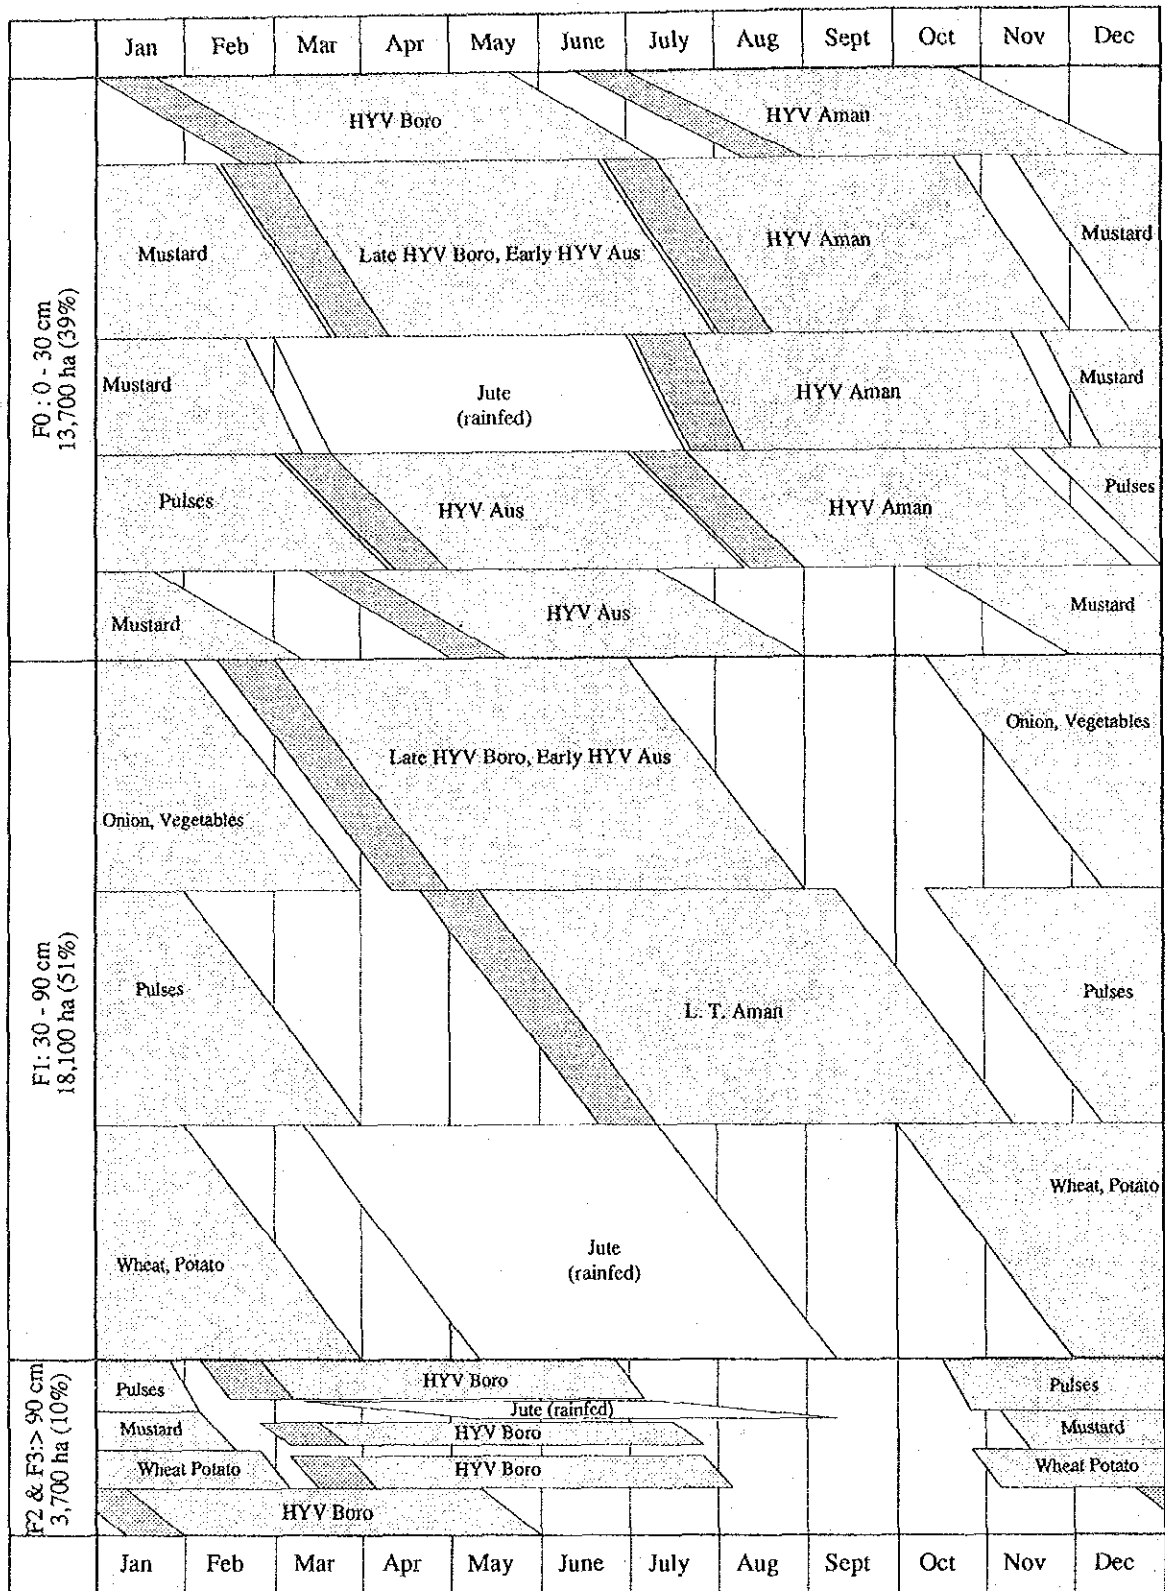 Jan Feb Mar Apr May June July Aug Sept Oct Nov Dec
F0 : 0 - 30 cm
13,700 ha (39%)
HYV Boro HYV Aman
Mustard Late HYV Boro, Early HYV Aus HYV Aman Mustard
Mustard Jute HYV Aman Mustard
(rainfed)
Pulses HYV Aus HYV Aman Pulses
Mustard HYV Aus Mustard
F1: 30 - 90 cm
18,100 ha (51%)
Onion, Vegetables
Late HYV Boro, Early HYV Aus
Onion, Vegetables
Pulses L. T. Aman Pulses
Wheat, Potato
Wheat, Potato Jute
(rainfed)
F2 & F3:> 90 cm
3,700 ha (10%)
Pulses HYV Boro Pulses
Jute (rainfed)
Mustard HYV Boro Mustard
Wheat Potato HYV Boro Wheat Potato
HYV Boro
Jan Feb Mar Apr May June July Aug Sept Oct Nov Dec